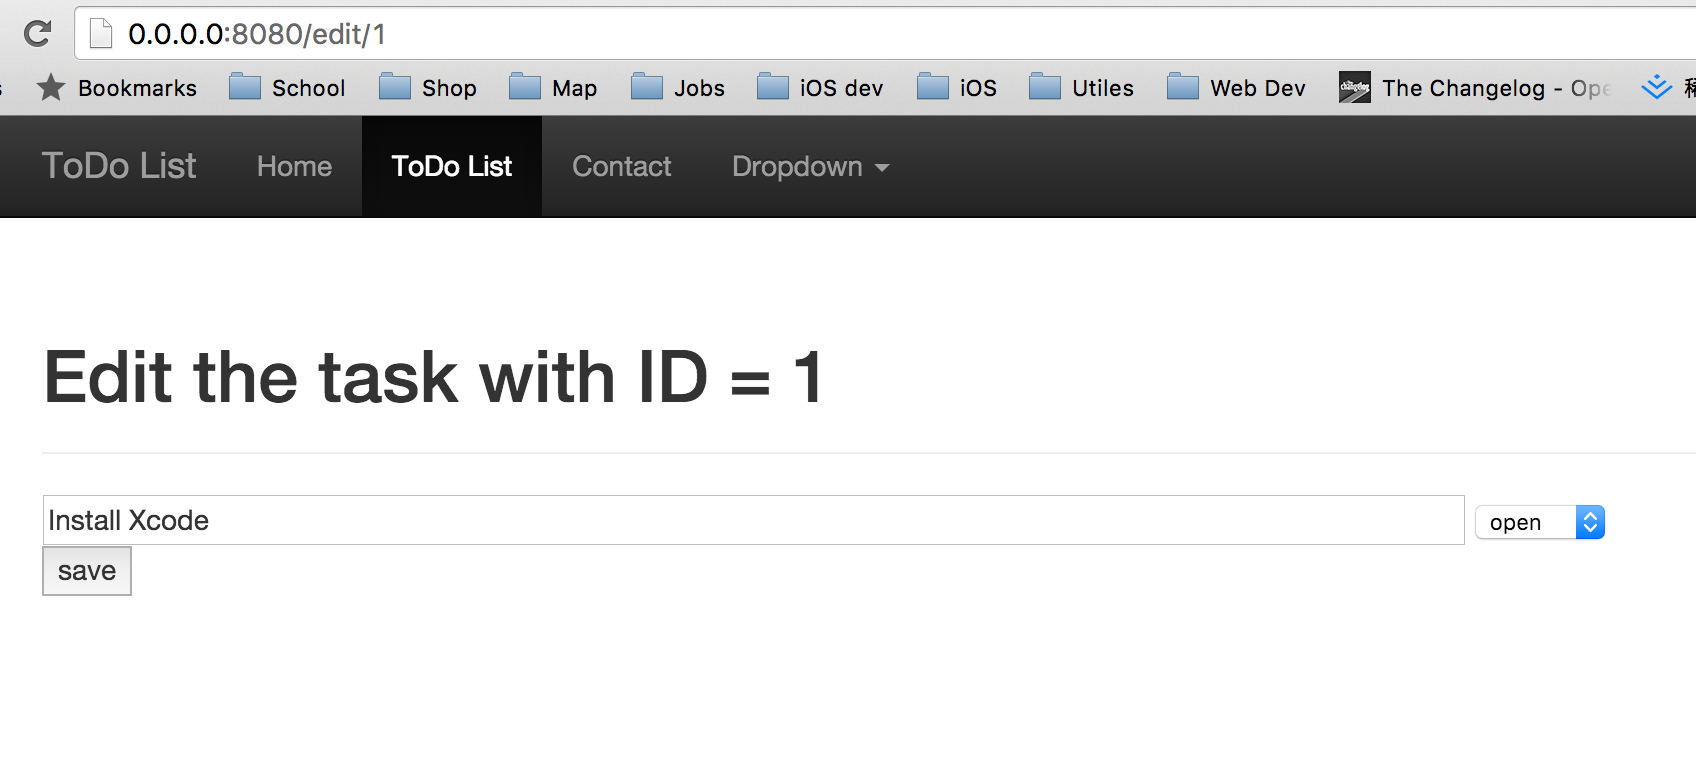 0.0.0.0:8080/edit/1
Bookmarks School Shop Map Jobs iOS dev iOS Utiles Web Dev The Changelog - Ope
ToDo List Home ToDo List Contact Dropdown
Edit the task with ID = 1
Install Xcode open
save